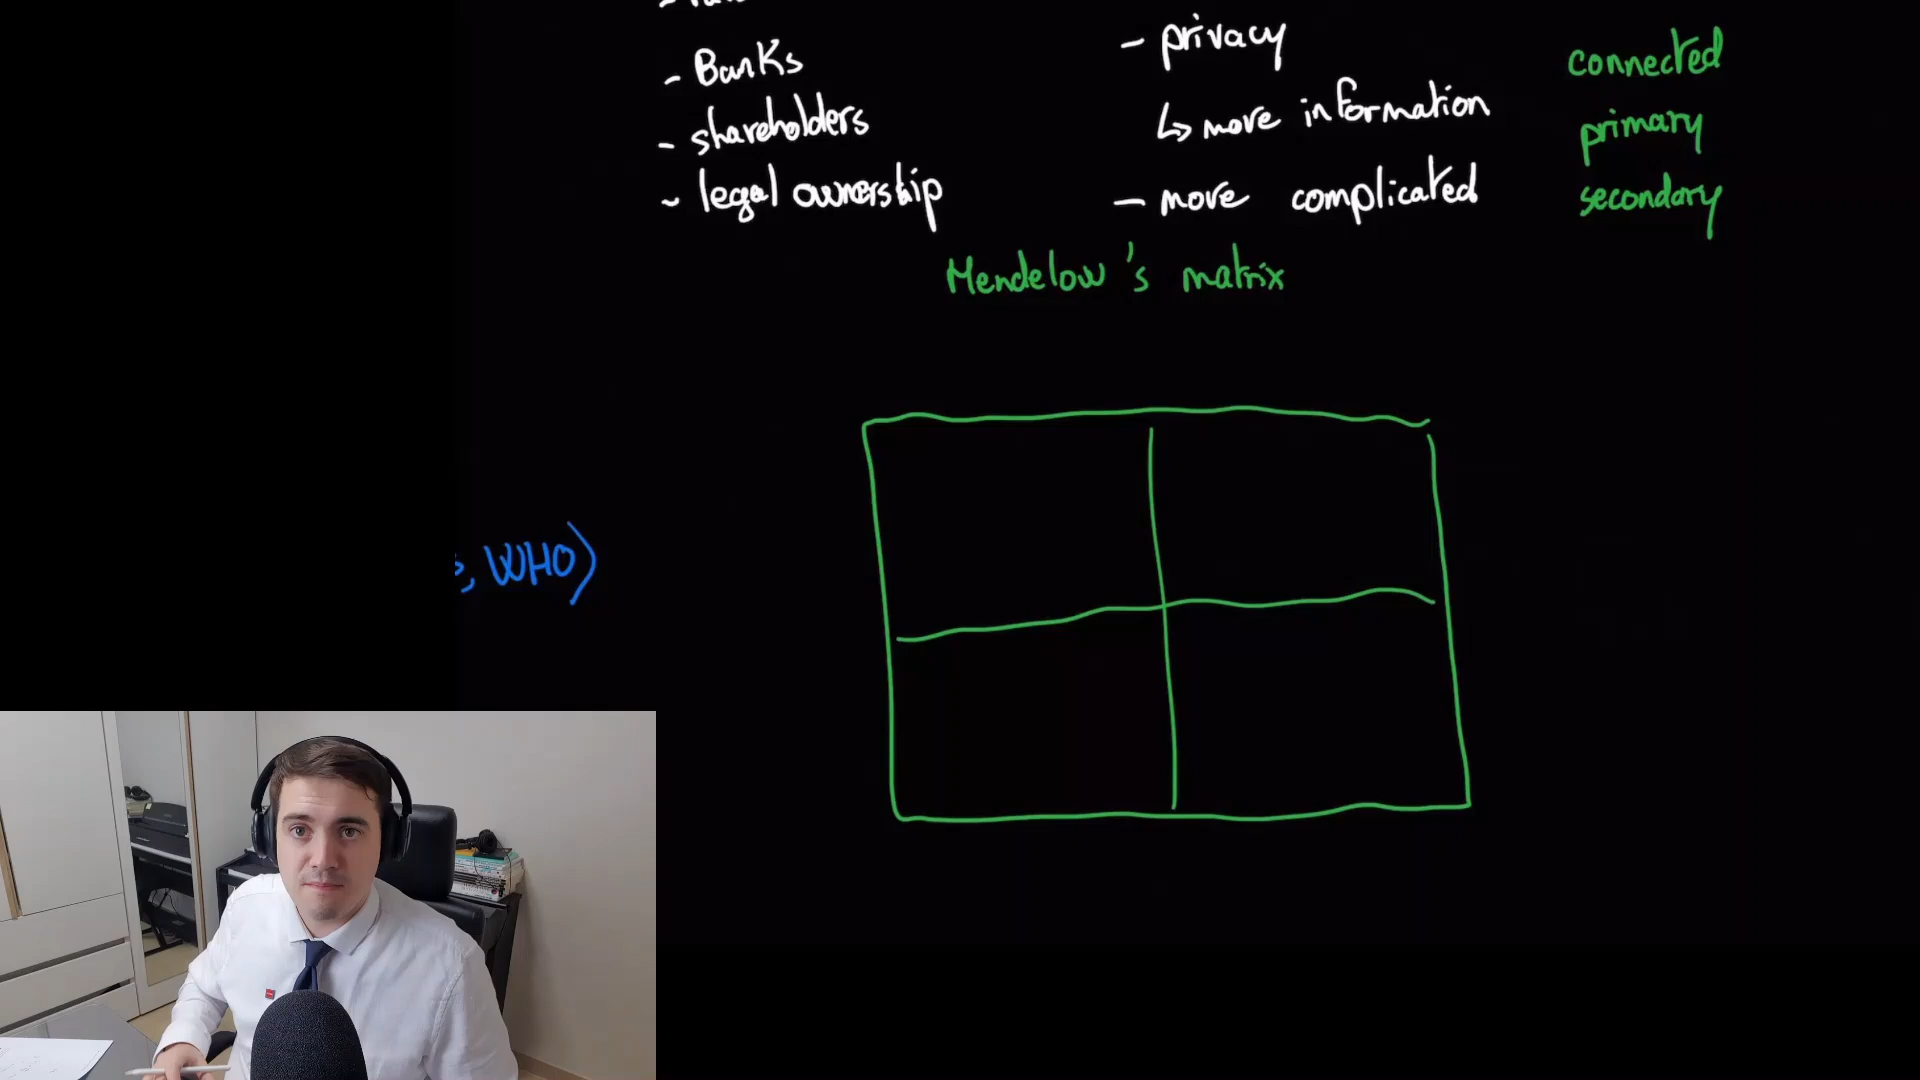 - Banks
- shareholders
- legal ownership
- privacy
↳ more information
- more complicated
connected
primary
secondary
Mendelow's matrix
, WHO)